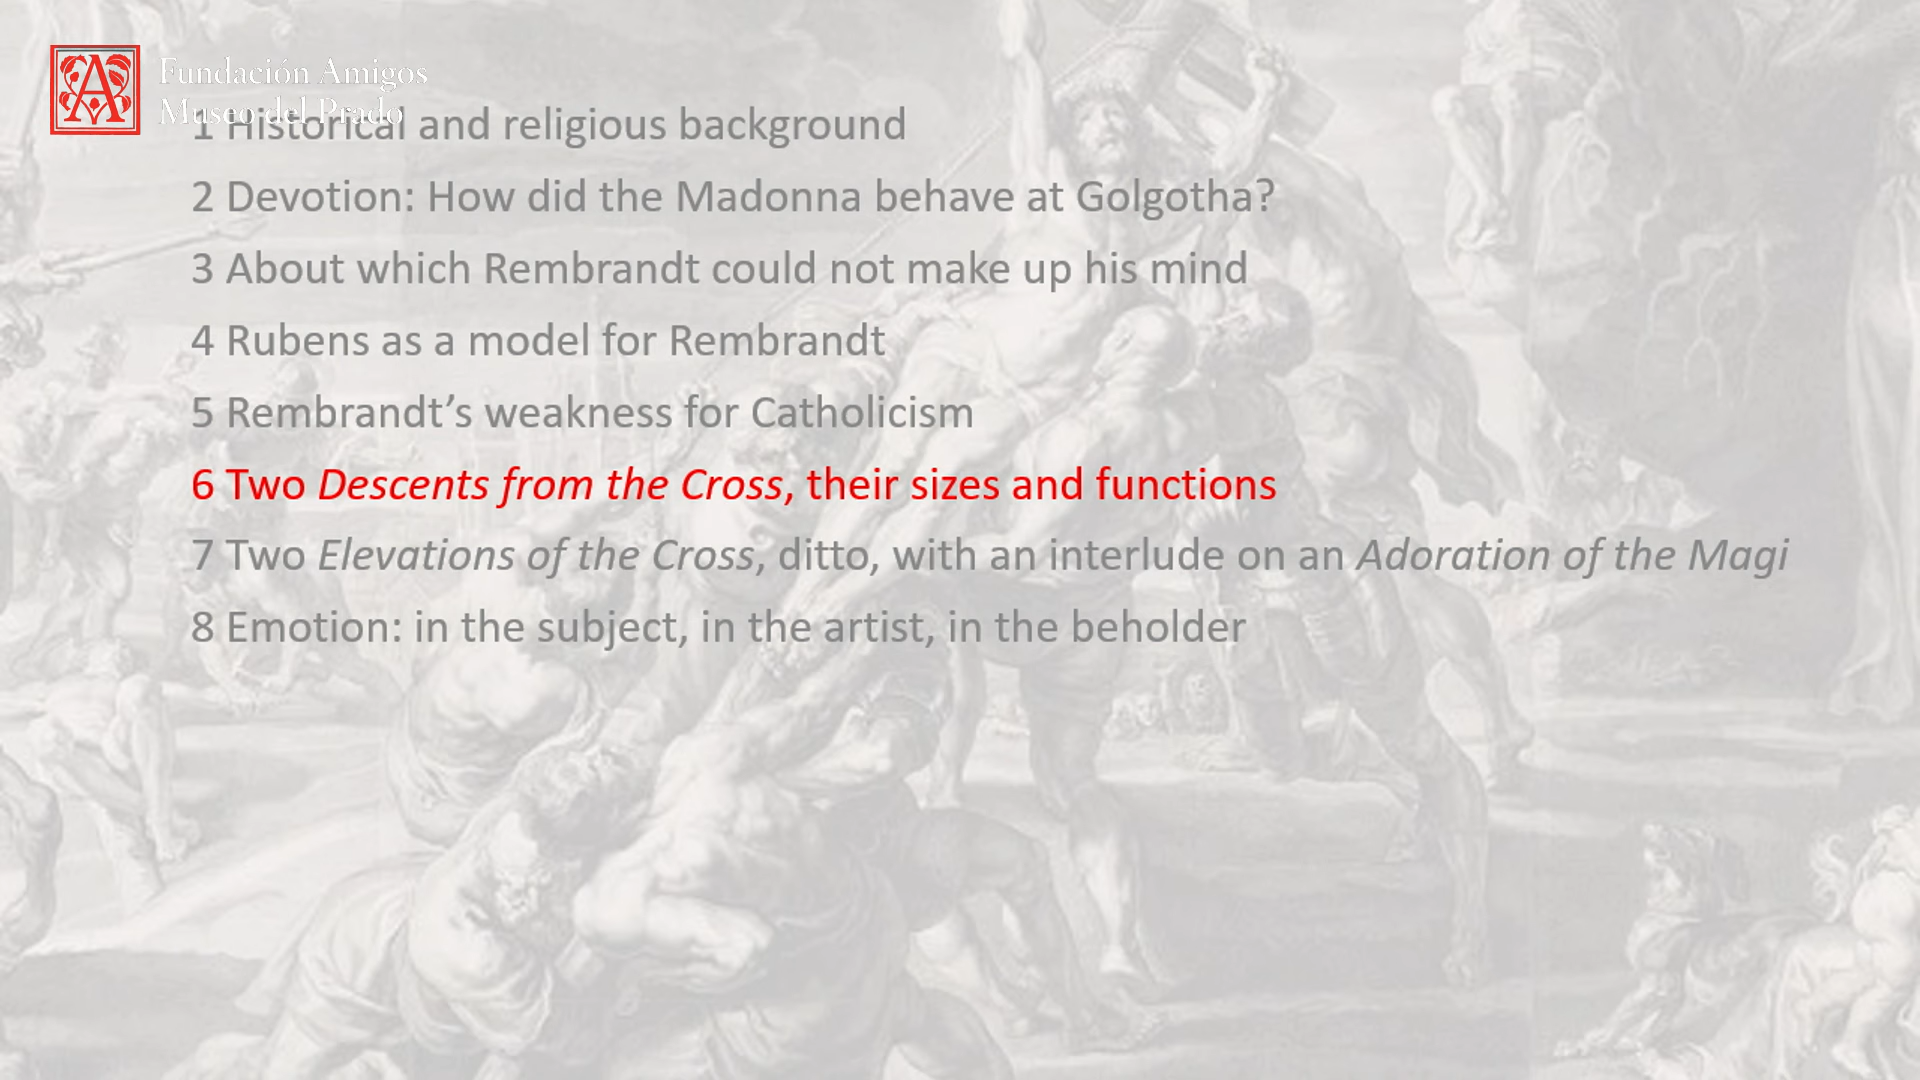 Fundación Amigos
Museo del Prado
1 Historical and religious background
2 Devotion: How did the Madonna behave at Golgotha?
3 About which Rembrandt could not make up his mind
4 Rubens as a model for Rembrandt
5 Rembrandt’s weakness for Catholicism
6 Two Descents from the Cross, their sizes and functions
7 Two Elevations of the Cross, ditto, with an interlude on an Adoration of the Magi
8 Emotion: in the subject, in the artist, in the beholder